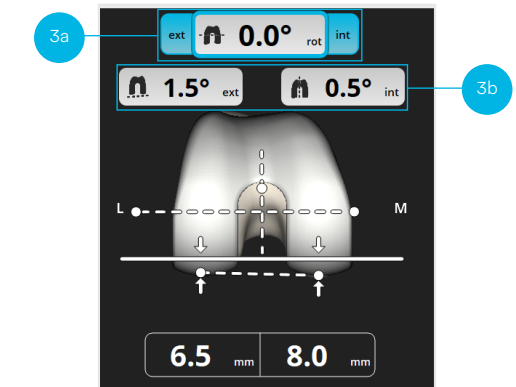 3a
ext 0.0° rot int
1.5° ext 0.5° int
3b
L M
6.5 mm 8.0 mm